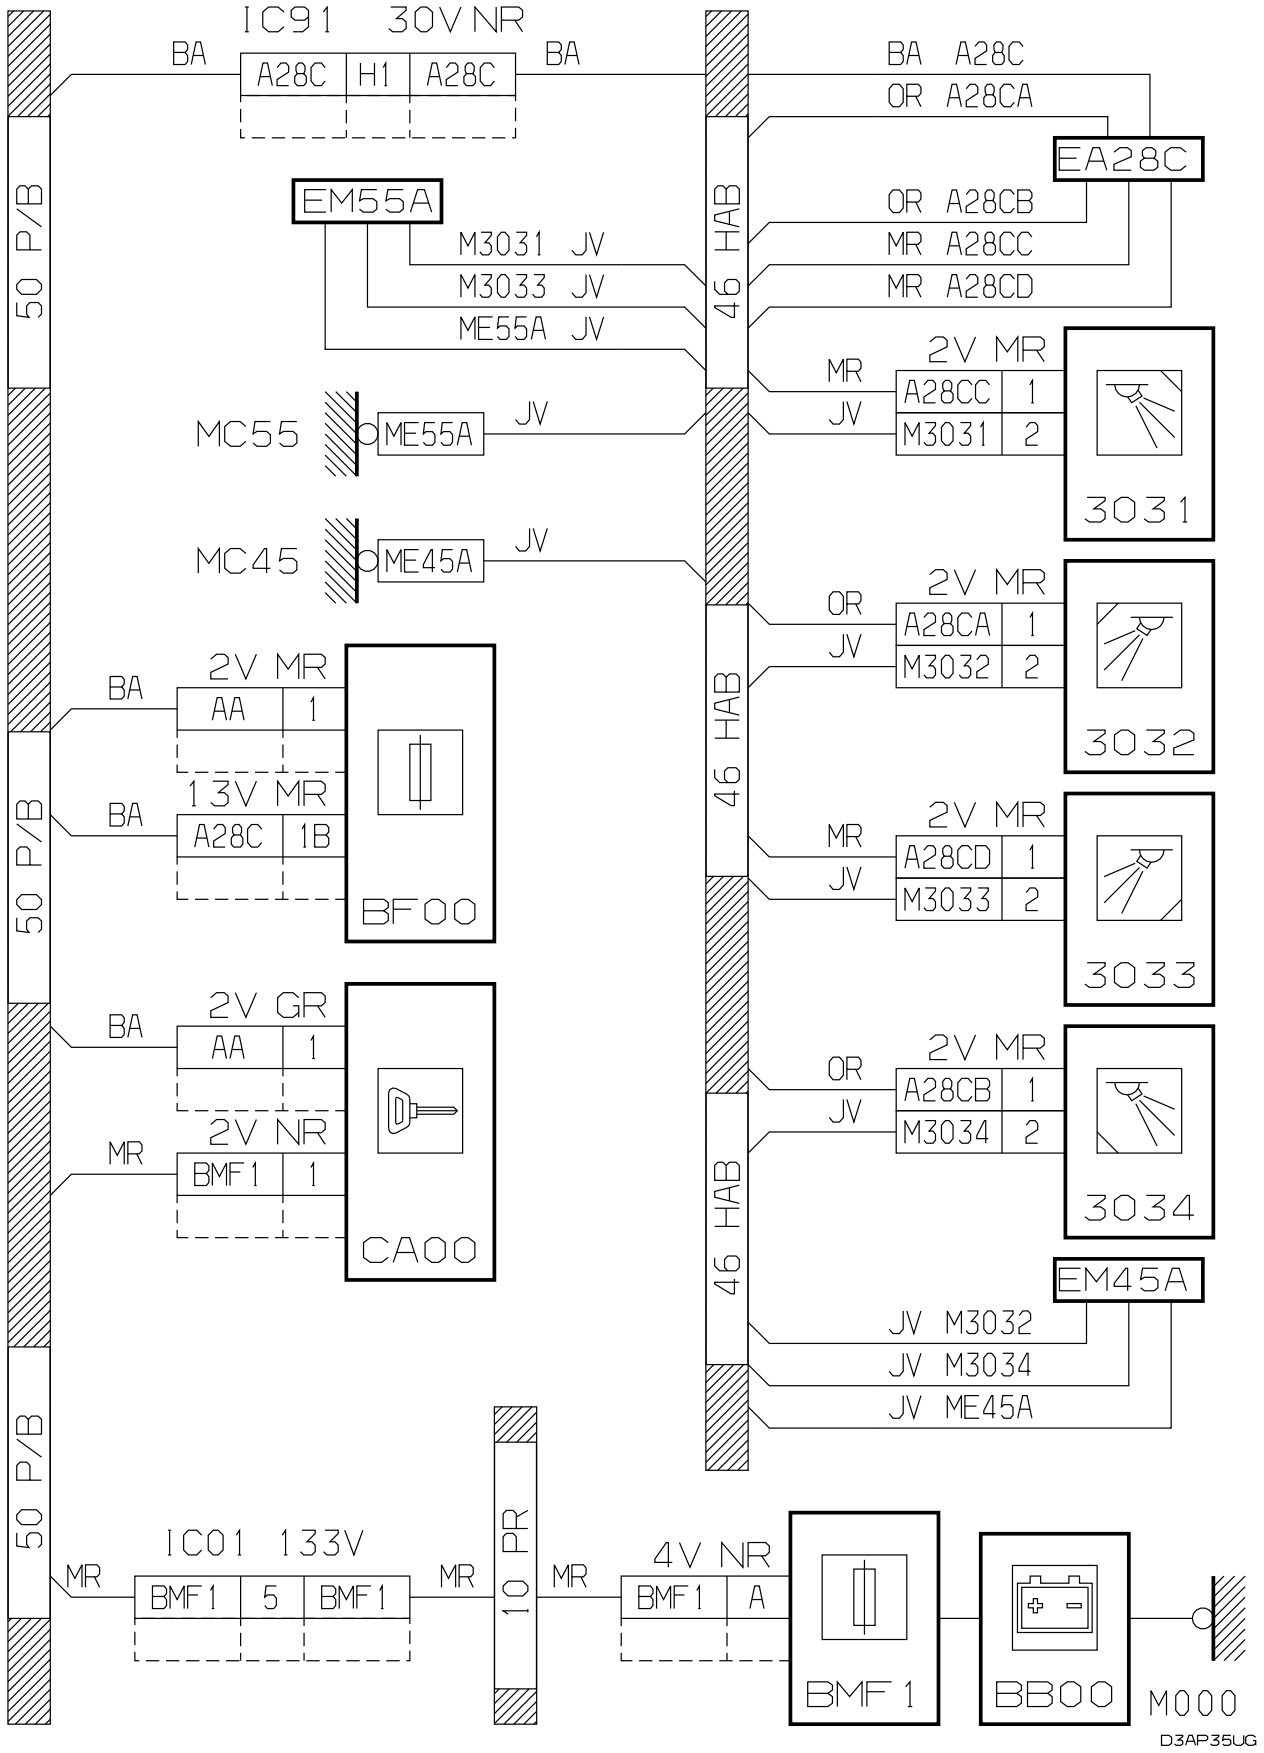 IC91 30V NR
BA A28C H1 A28C BA
BA A28C
OR A28CA
EA28C
50 P/B
EM55A
46 HAB
OR A28CB
MR A28CC
MR A28CD
M3031 JV
M3033 JV
ME55A JV
2V MR
MR A28CC 1
JV M3031 2
3031
MC55 ME55A JV
MC45 ME45A JV
2V MR
OR A28CA 1
JV M3032 2
3032
46 HAB
2V MR
BA AA 1
13V MR
BA A28C 1B
BF00
50 P/B
2V MR
MR A28CD 1
JV M3033 2
3033
2V GR
BA AA 1
2V NR
MR BMF1 1
CA00
2V MR
OR A28CB 1
JV M3034 2
3034
46 HAB
EM45A
JV M3032
JV M3034
JV ME45A
50 P/B
IC01 133V
MR BMF1 5 BMF1 MR
10 PR
4V NR
MR BMF1 A
BMF1
BB00
M000
D3AP35UG